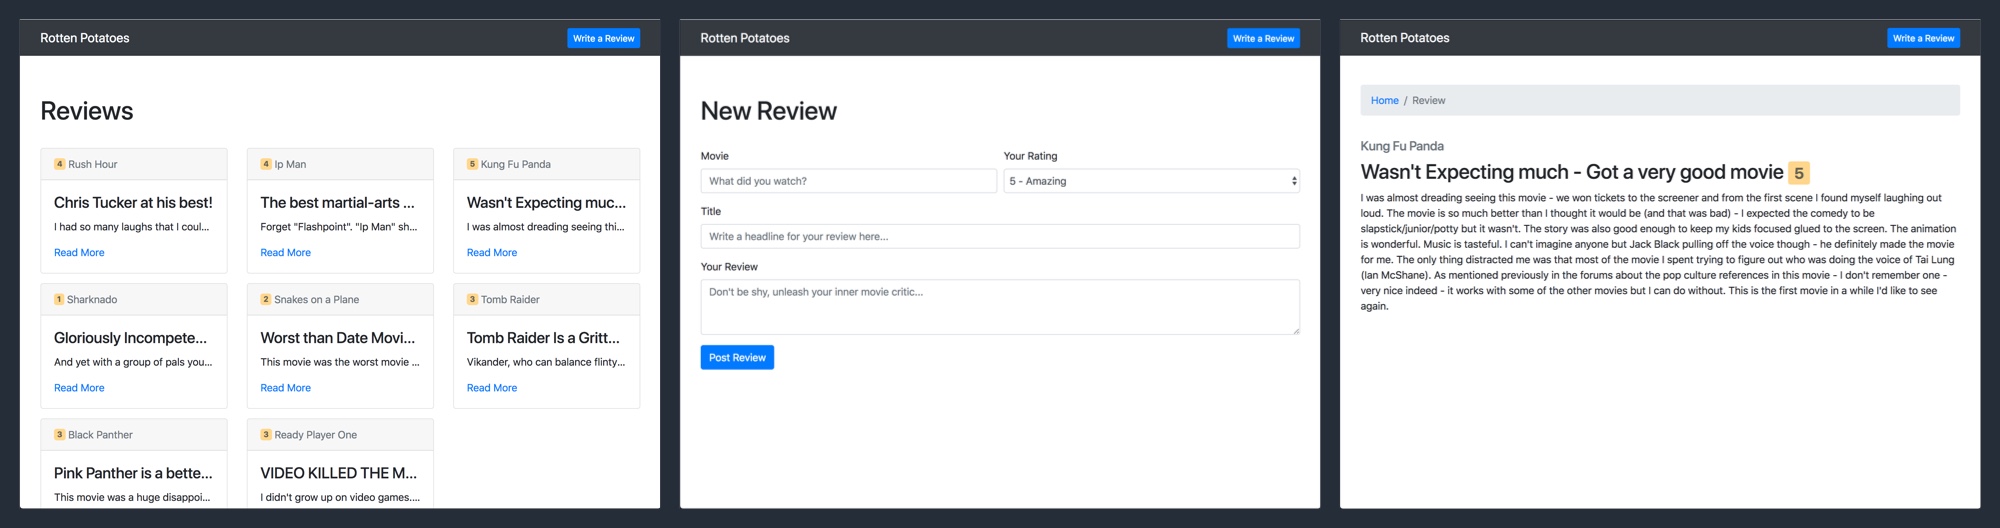 Rotten Potatoes
Write a Review
Reviews
4 Rush Hour
Chris Tucker at his best!
I had so many laughs that I coul...
Read More
4 Ip Man
The best martial-arts ...
Forget "Flashpoint". "Ip Man" sh...
Read More
5 Kung Fu Panda
Wasn't Expecting muc...
I was almost dreading seeing thi...
Read More
1 Sharknado
Gloriously Incompete...
And yet with a group of pals you...
Read More
2 Snakes on a Plane
Worst than Date Movi...
This movie was the worst movie ...
Read More
3 Tomb Raider
Tomb Raider Is a Gritt...
Vikander, who can balance flinty...
Read More
3 Black Panther
Pink Panther is a bette...
This movie was a huge disappoi...
3 Ready Player One
VIDEO KILLED THE M...
I didn't grow up on video games....
Rotten Potatoes
Write a Review
New Review
Movie
What did you watch?
Your Rating
5 - Amazing
Title
Write a headline for your review here...
Your Review
Don't be shy, unleash your inner movie critic...
Post Review
Rotten Potatoes
Write a Review
Home / Review
Kung Fu Panda
Wasn't Expecting much - Got a very good movie 5
I was almost dreading seeing this movie - we won tickets to the screener and from the first scene I found myself laughing out
loud. The movie is so much better than I thought it would be (and that was bad) - I expected the comedy to be
slapstick/junior/potty but it wasn't. The story was also good enough to keep my kids focused glued to the screen. The animation
is wonderful. Music is tasteful. I can't imagine anyone but Jack Black pulling off the voice though - he definitely made the movie
for me. The only thing distracted me was that most of the movie I spent trying to figure out who was doing the voice of Tai Lung
(Ian McShane). As mentioned previously in the forums about the pop culture references in this movie - I don't remember one -
very nice indeed - it works with some of the other movies but I can do without. This is the first movie in a while I'd like to see
again.